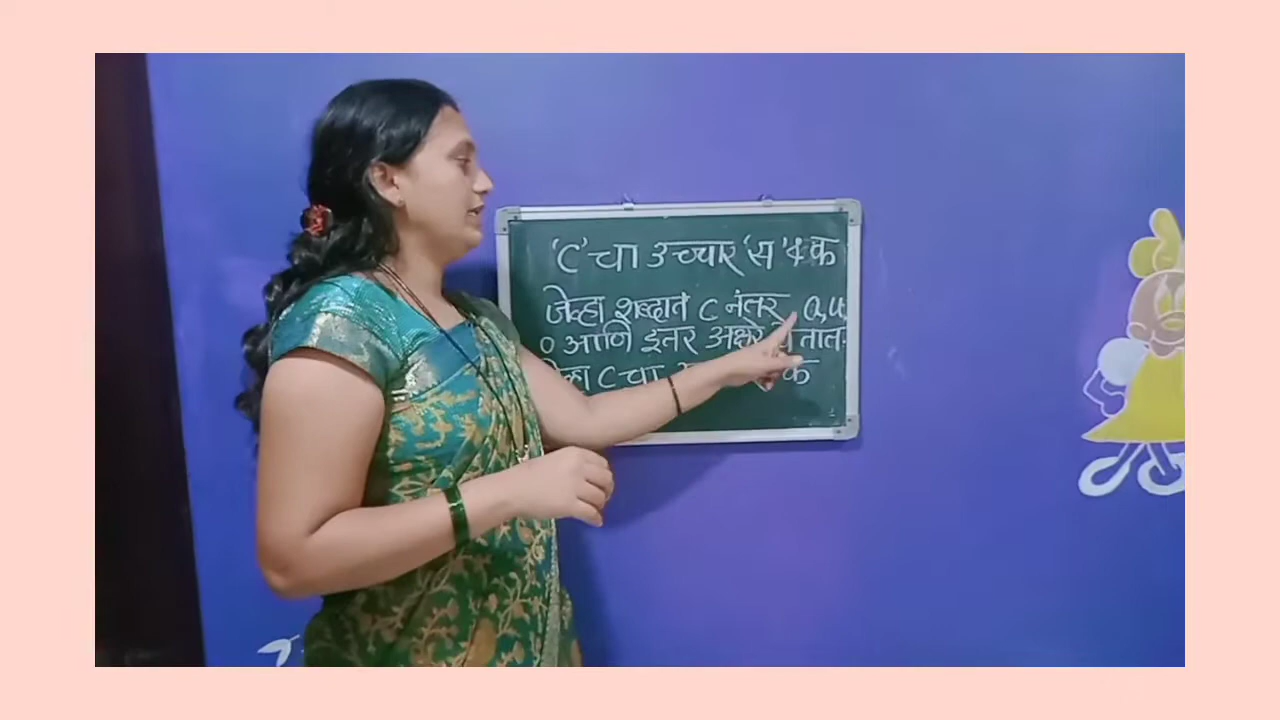 'C' चा उच्चार 'स' व क
जेव्हा शब्दात C नंतर a, u,
o आणि इतर अक्षरे येतात.
C चा क